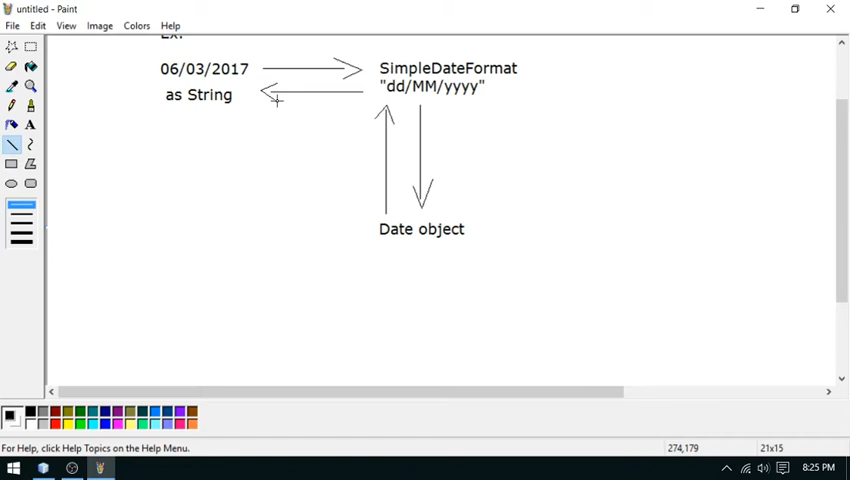 untitled - Paint
File Edit View Image Colors Help
Ex:
06/03/2017
as String
SimpleDateFormat
"dd/MM/yyyy"
Date object
For Help, click Help Topics on the Help Menu.
274,179
21x15
8:25 PM